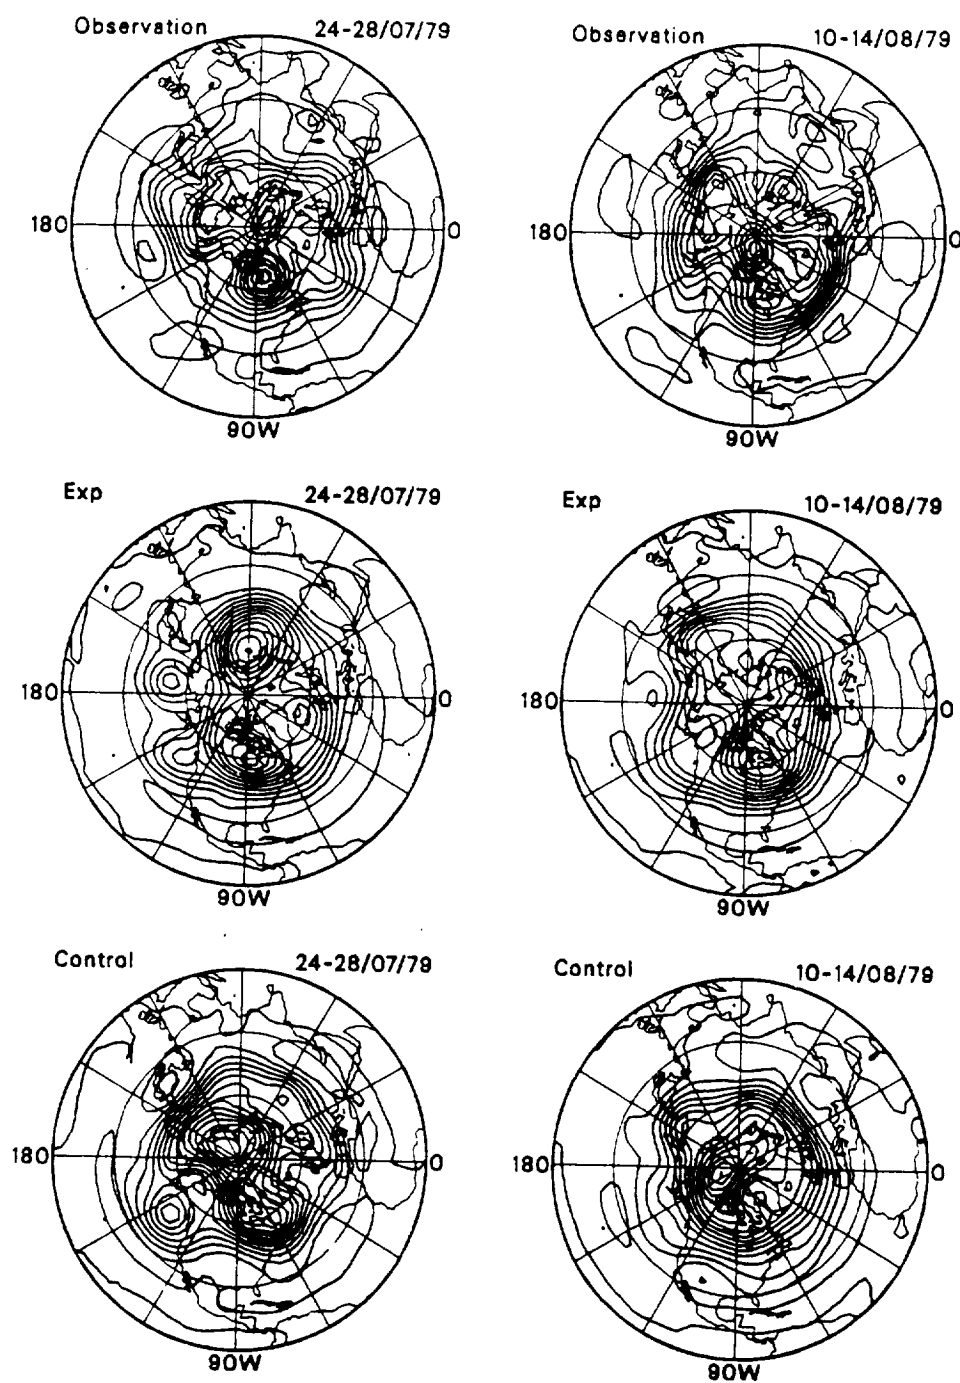 Observation 24-28/07/79
180 0
90W
Observation 10-14/08/79
180 0
90W
Exp 24-28/07/79
180 0
90W
Exp 10-14/08/79
180 0
90W
Control 24-28/07/79
180 0
90W
Control 10-14/08/79
180 0
90W